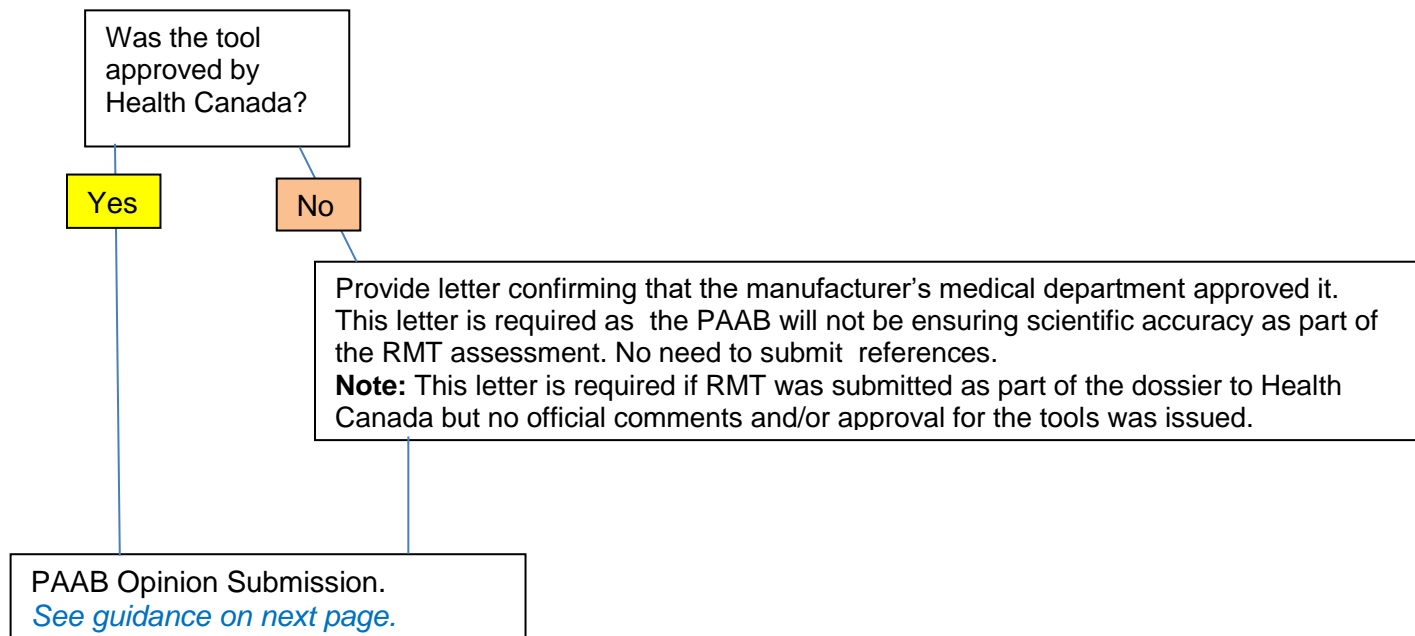 Was the tool
approved by
Health Canada?
Yes
No
Provide letter confirming that the manufacturer’s medical department approved it.
This letter is required as  the PAAB will not be ensuring scientific accuracy as part of
the RMT assessment. No need to submit  references.
Note: This letter is required if RMT was submitted as part of the dossier to Health
Canada but no official comments and/or approval for the tools was issued.
PAAB Opinion Submission.
See guidance on next page.